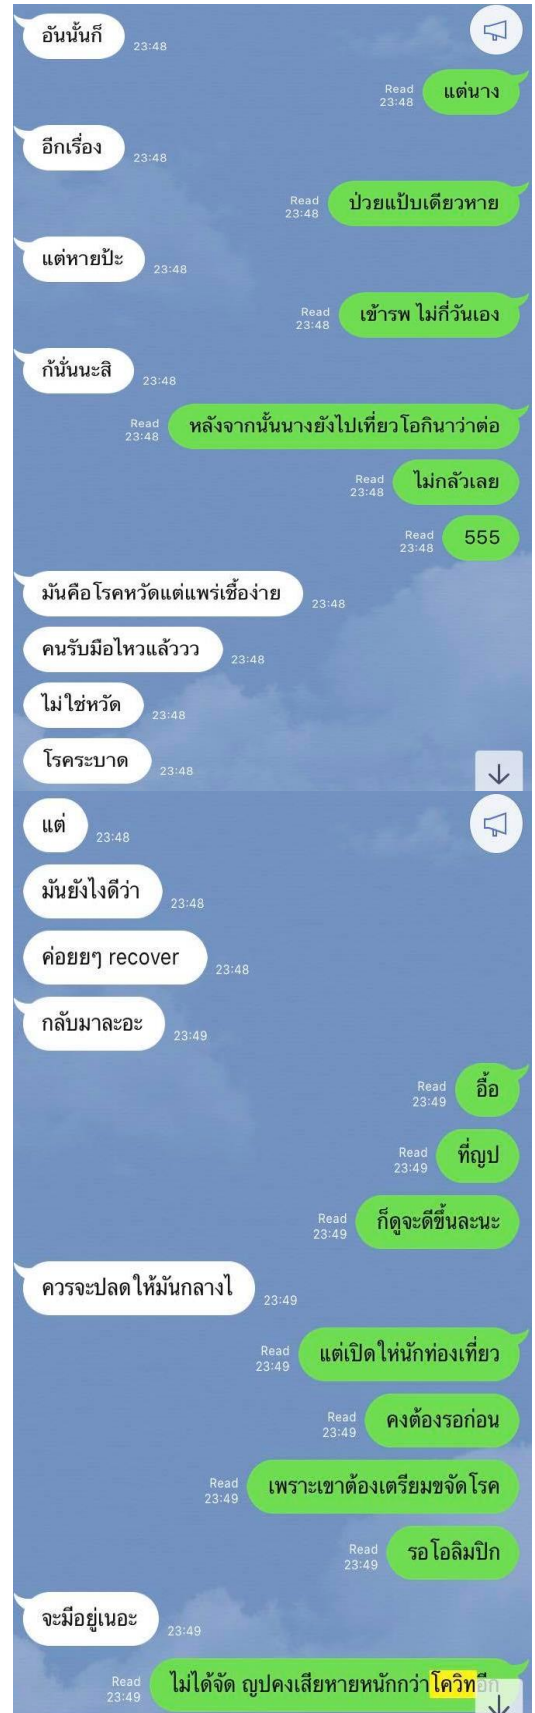 อันนั้นก็
23:48
Read
23:48
แต่นาง
อีกเรื่อง
23:48
Read
23:48
ป่วยแป้บเดียวหาย
แต่หายป้ะ
23:48
Read
23:48
เข้ารพ ไม่กี่วันเอง
ก้นั่นนะสิ
23:48
Read
23:48
หลังจากนั้นนางยังไปเที่ยวโอกินาว่าต่อ
Read
23:48
ไม่กลัวเลย
Read
23:48
555
มันคือโรคหวัดแต่แพร่เชื้อง่าย
23:48
คนรับมือไหวแล้ววว
23:48
ไม่ใช่หวัด
23:48
โรคระบาด
23:48
แต่
23:48
มันยังไงดีว่า
23:48
ค่อยยๆ recover
23:48
กลับมาละอะ
23:49
Read
23:49
อื้อ
Read
23:49
ที่ญป
Read
23:49
ก็ดูจะดีขึ้นละนะ
ควรจะปลดให้มันกลางไ
23:49
Read
23:49
แต่เปิดให่นักท่องเที่ยว
Read
23:49
คงต้องรอก่อน
Read
23:49
เพราะเขาต้องเตรียมขจัดโรค
Read
23:49
รอโอลิมปิก
จะมีอยู่เนอะ
23:49
Read
23:49
ไม่ได้จัด ญปคงเสียหายหนักกว่าโควิทอีก